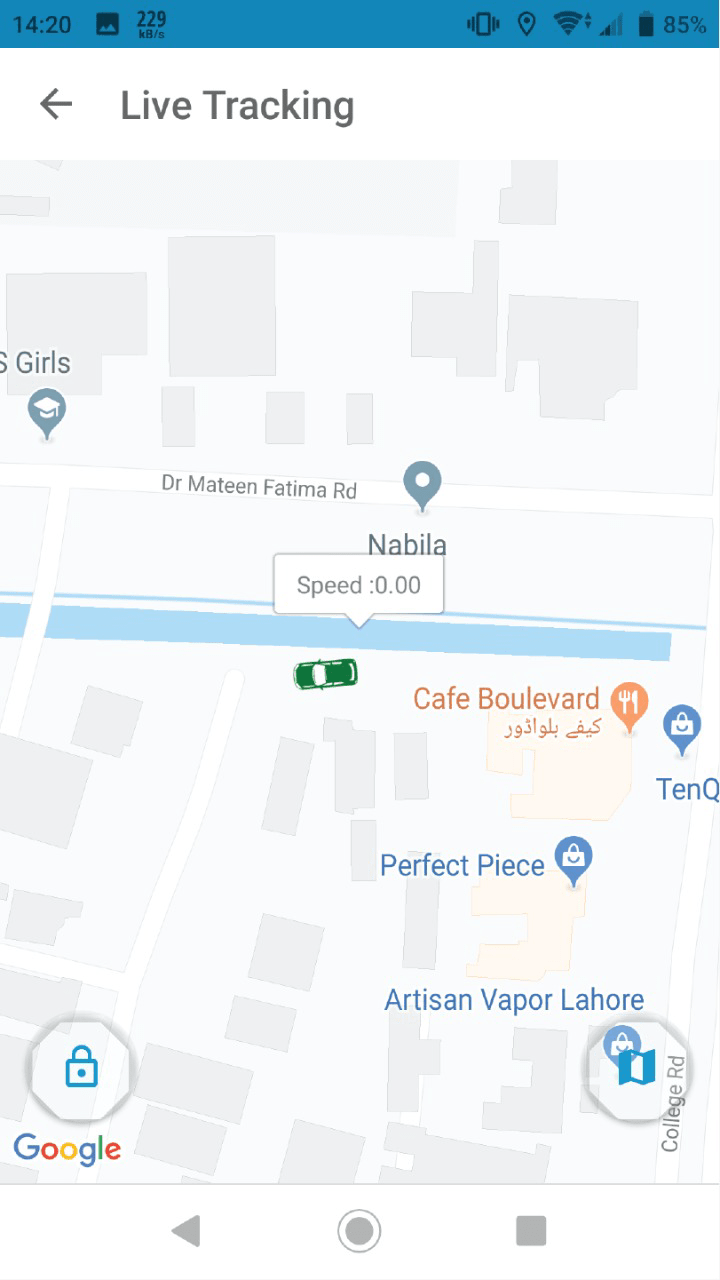 14:20
229
kB/s
85%
Live Tracking
S Girls
Dr Mateen Fatima Rd
Nabila
Speed :0.00
Cafe Boulevard
کیفے بلواڈور
TenQ
Perfect Piece
Artisan Vapor Lahore
College Rd
Google